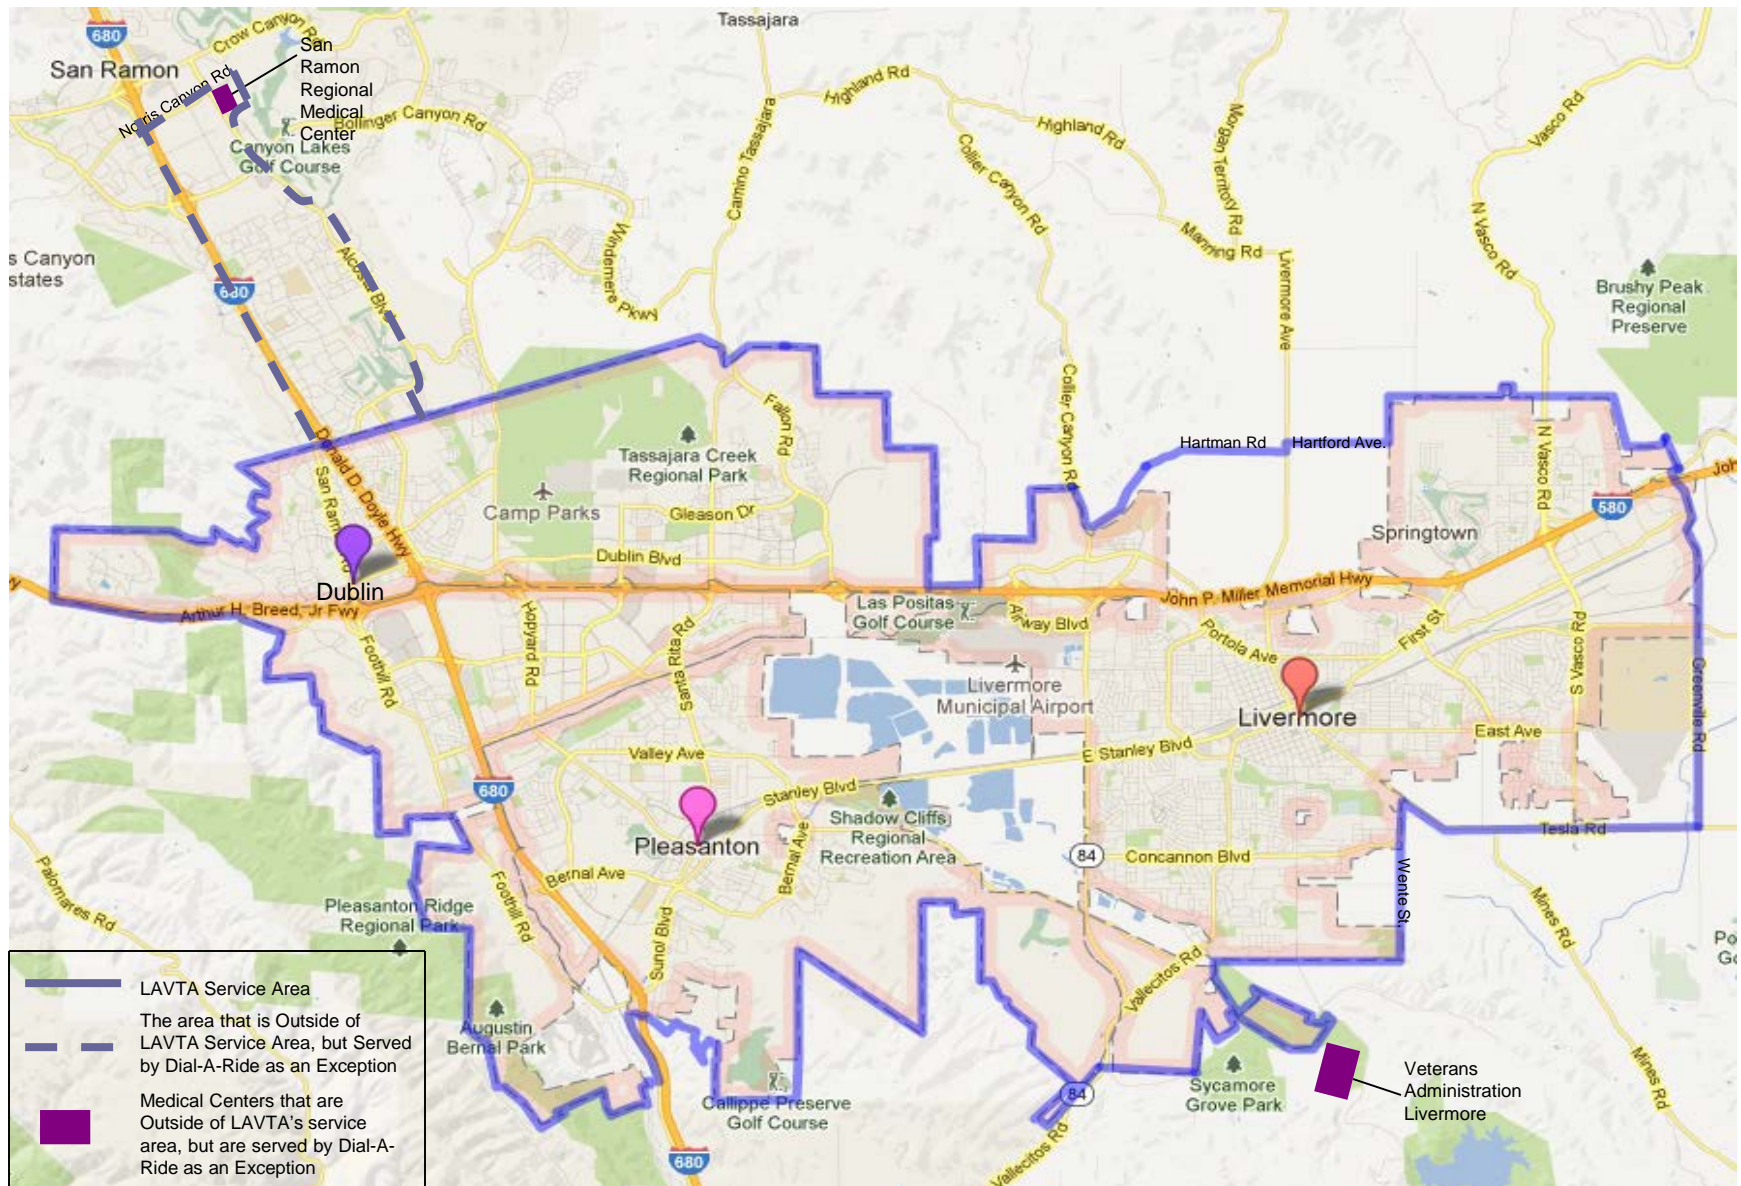 Tassajara
680
Crow Canyon Rd
San Ramon
San
Ramon
Regional
Medical
Center
Norris Canyon Rd
Bollinger Canyon Rd
Canyon Lakes
Golf Course
Highland Rd
Highland Rd
Camino Tassajara
Collier Canyon Rd
Morgan Territory Rd
Manning Rd
Vasco Rd
N Vasco Rd
Livermore Ave
s Canyon
states
Windemere Pkwy
Alcosta Blvd
680
Brushy Peak
Regional
Preserve
Collier Canyon Rd
Fallon Rd
Hartman Rd
Hartford Ave.
N Vasco Rd
Donald D. Doyle Hwy
San Ramon Rd
Tassajara Creek
Regional Park
Camp Parks
Gleason Dr
Dublin Blvd
580
Joh
Springtown
Dublin
N
Arthur H. Breed, Jr Fwy
John P. Miller Memorial Hwy
Las Positas
Golf Course
Airway Blvd
Portola Ave
First St
S Vasco Rd
Foothill Rd
Hopyard Rd
Santa Rita Rd
Livermore
Municipal Airport
Livermore
Greenville Rd
East Ave
E Stanley Blvd
Valley Ave
Stanley Blvd
680
Shadow Cliffs
Regional
Recreation Area
Pleasanton
Tesla Rd
84
Concannon Blvd
Wente St.
Bernal Ave
Bernal Ave
Foothill Rd
Palomares Rd
Pleasanton Ridge
Regional Park
Sunol Blvd
Mines Rd
Po
Go
Vallecitos Rd
LAVTA Service Area
The area that is Outside of
LAVTA Service Area, but Served
by Dial-A-Ride as an Exception
Medical Centers that are
Outside of LAVTA's service
area, but are served by Dial-A-
Ride as an Exception
Augustin
Bernal Park
Callippe Preserve
Golf Course
84
Sycamore
Grove Park
Veterans
Administration
Livermore
Mines Rd
Vallecitos Rd
680